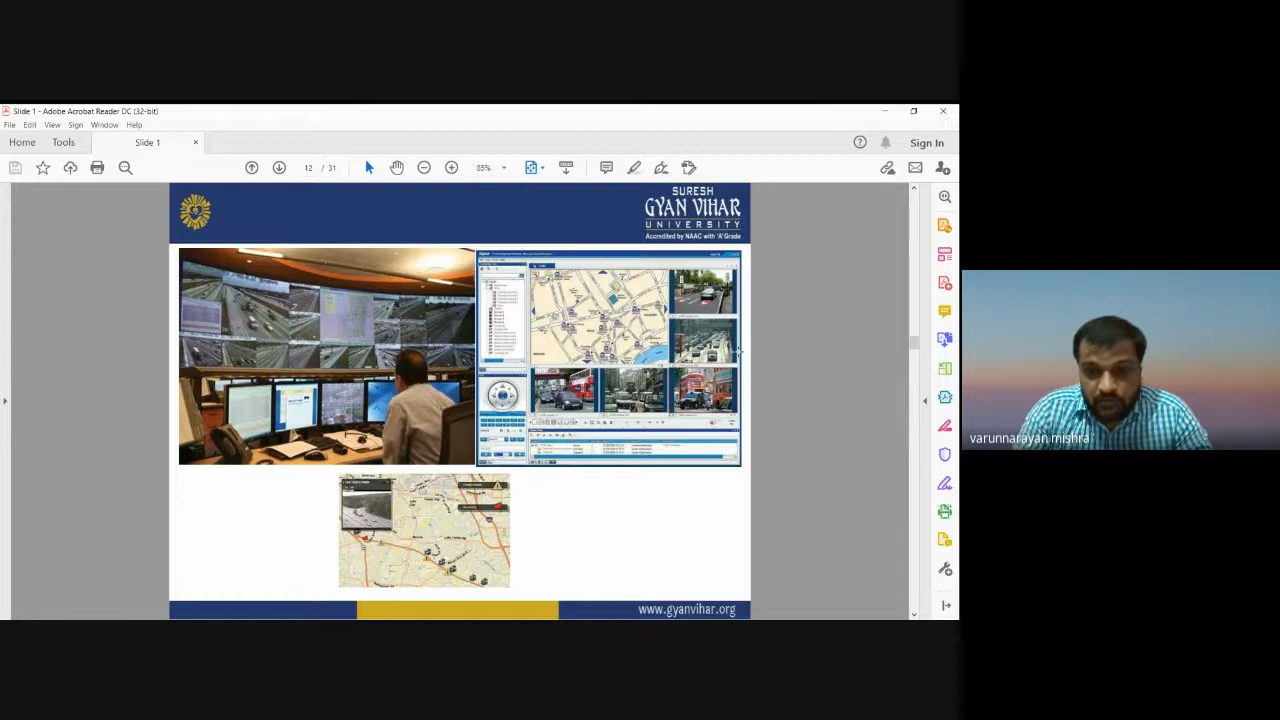 Slide 1 - Adobe Acrobat Reader DC (32-bit)
File Edit View Sign Window Help
Home Tools Slide 1 Sign In
12 / 31 85%
SURESH
GYAN VIHAR
UNIVERSITY
Accredited by NAAC with 'A' Grade
www.gyanvihar.org
varunnarayan mishra